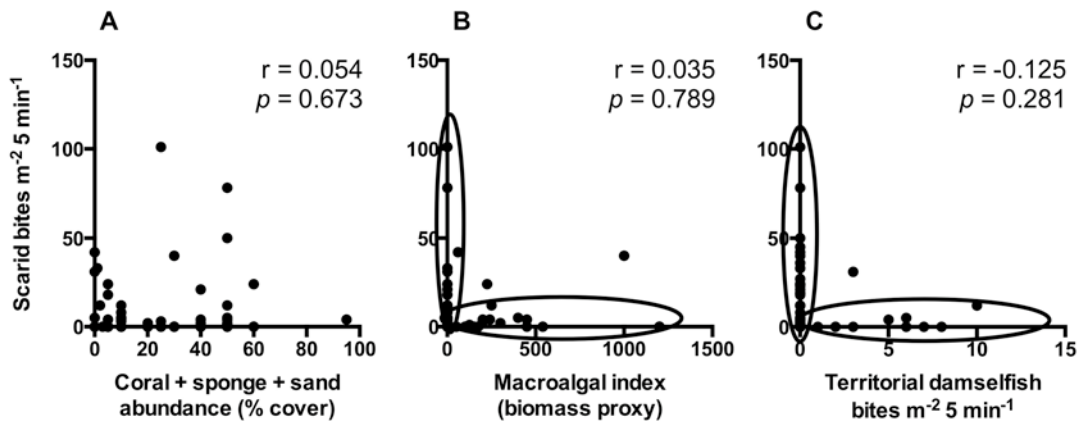 A
B
C
Scarid bites m⁻² 5 min⁻¹
150
100
50
0
r = 0.054
p = 0.673
0 20 40 60 80 100
Coral + sponge + sand
abundance (% cover)
150
100
50
0
r = 0.035
p = 0.789
0 500 1000 1500
Macroalgal index
(biomass proxy)
150
100
50
0
r = -0.125
p = 0.281
0 5 10 15
Territorial damselfish
bites m⁻² 5 min⁻¹